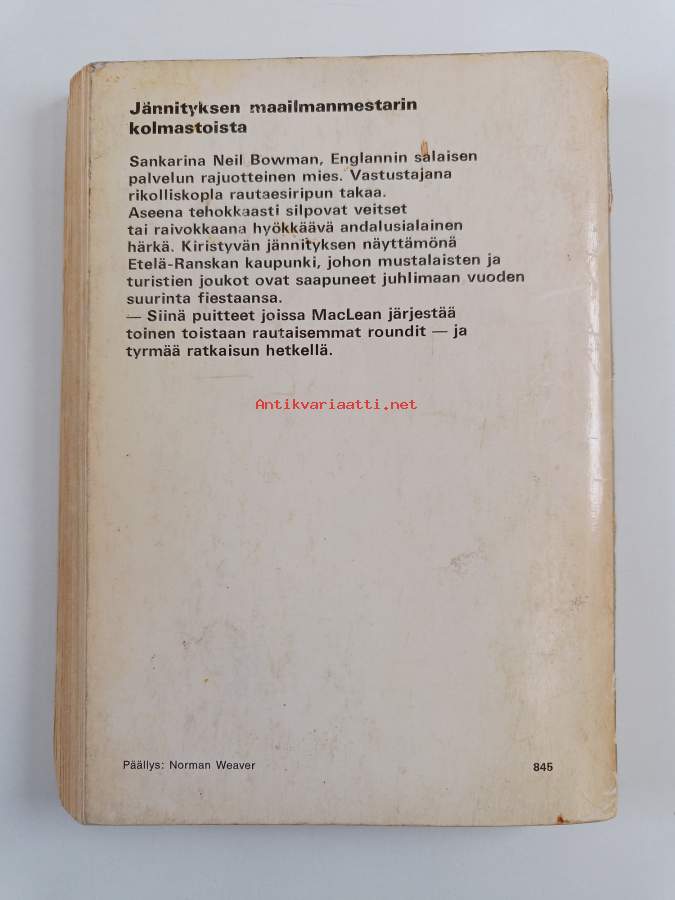 Jännityksen maailmanmestarin
kolmastoista
Sankarina Neil Bowman, Englannin salaisen
palvelun rajuotteinen mies. Vastustajana
rikolliskopla rautaesiripun takaa.
Aseena tehokkaasti silpovat veitset
tai raivokkaana hyökkäävä andalusialainen
härkä. Kiristyvän jännityksen näyttämönä
Etelä-Ranskan kaupunki, johon mustalaisten ja
turistien joukot ovat saapuneet juhlimaan vuoden
suurinta fiestaansa.
— Siinä puitteet joissa MacLean järjestää
toinen toistaan rautaisemmat roundit — ja
tyrmää ratkaisun hetkellä.
Antikvariaatti.net
Päällys: Norman Weaver
845